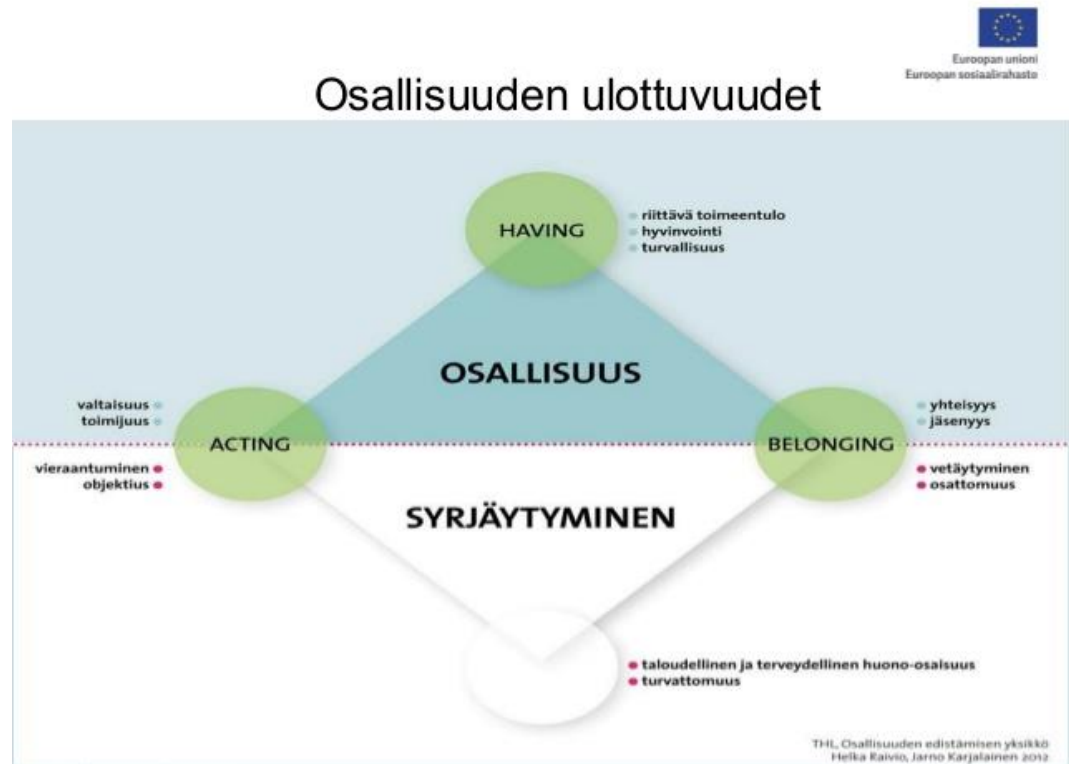 Euroopan unioni
Euroopan sosiaalirahasto
Osallisuuden ulottuvuudet
HAVING
riittävä toimeentulo
hyvinvointi
turvallisuus
OSALLISUUS
valtaisuus
toimijuus
ACTING
vieraantuminen
objektius
BELONGING
yhteisyys
jäsenyys
vetäytyminen
osattomuus
SYRJÄYTYMINEN
taloudellinen ja terveydellinen huono-osaisuus
turvattomuus
THL, Osallisuuden edistämisen yksikkö
Helka Raivio, Jarno Karjalainen 2012